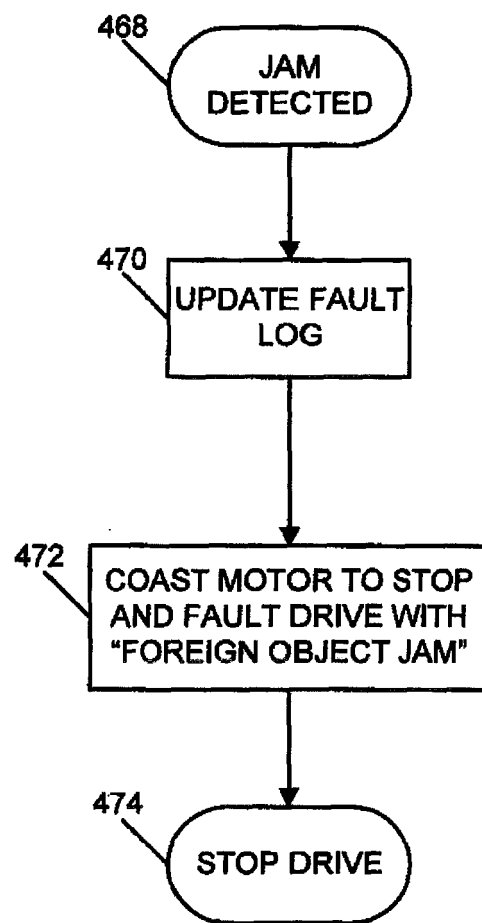 468
JAM
DETECTED
470
UPDATE FAULT
LOG
472
COAST MOTOR TO STOP
AND FAULT DRIVE WITH
"FOREIGN OBJECT JAM"
474
STOP DRIVE